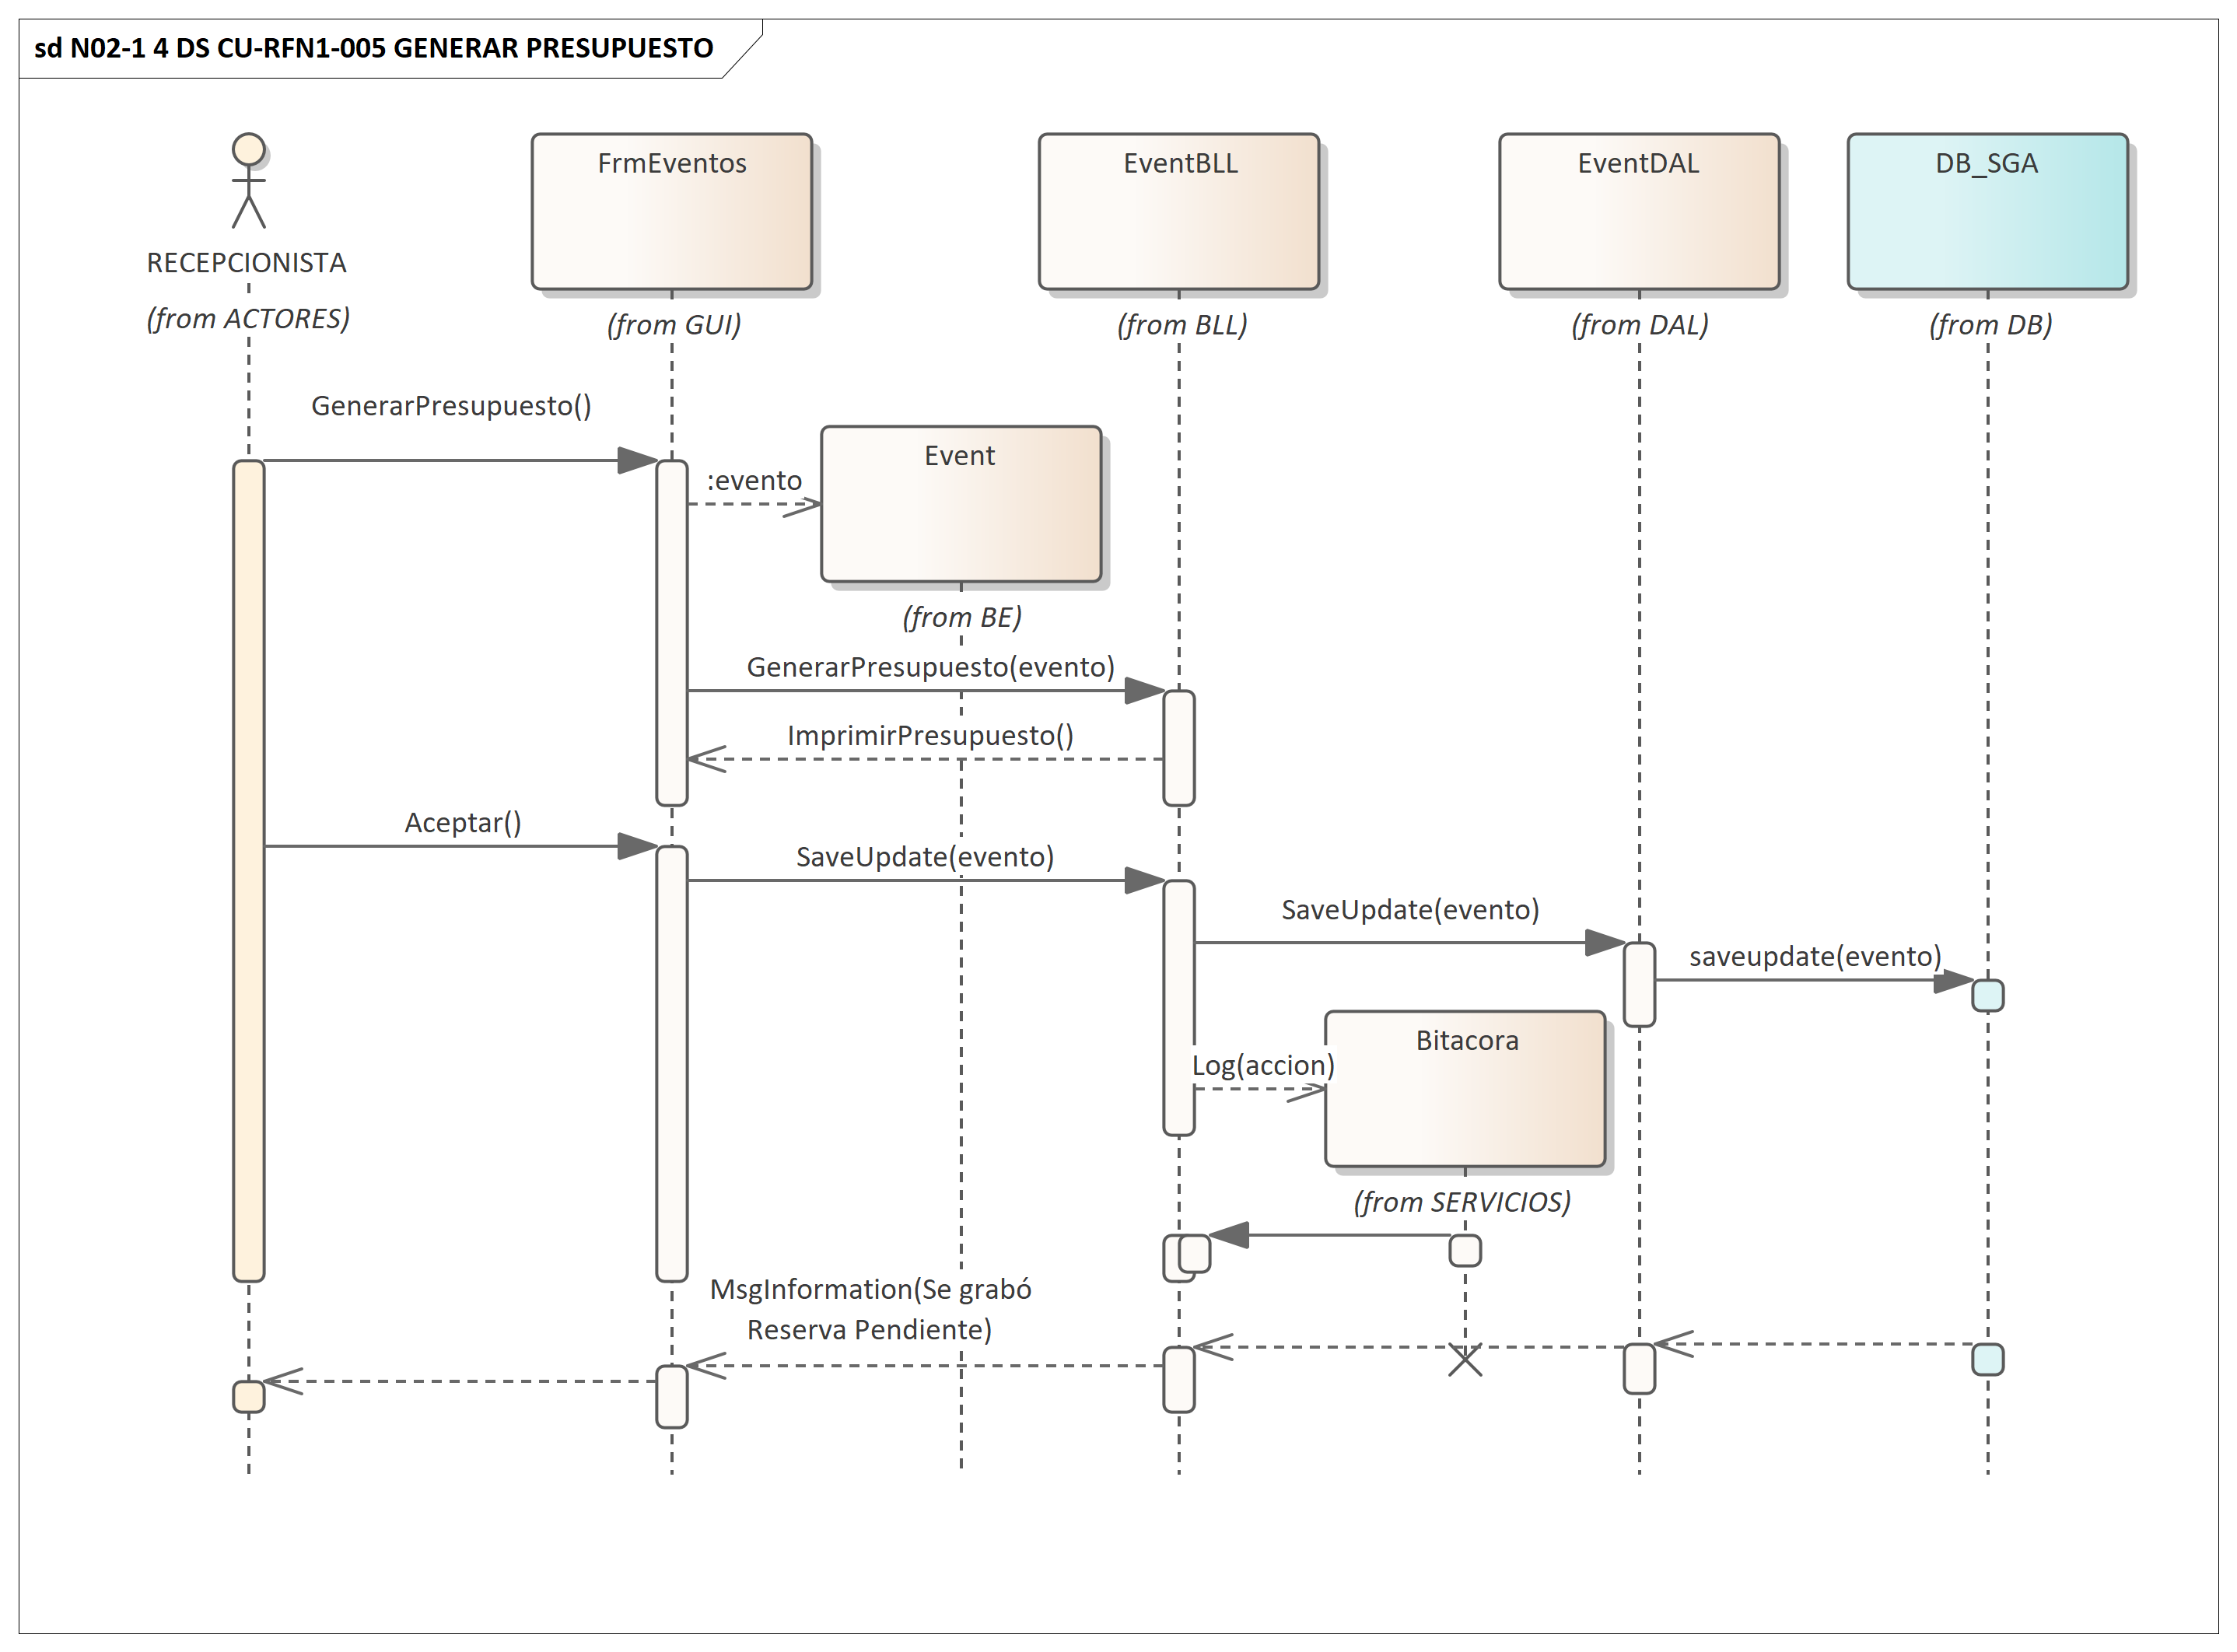 sd N02-1 4 DS CU-RFN1-005 GENERAR PRESUPUESTO
RECEPCIONISTA
(from ACTORES)
FrmEventos
(from GUI)
EventBLL
(from BLL)
EventDAL
(from DAL)
DB_SGA
(from DB)
GenerarPresupuesto()
:evento
Event
(from BE)
GenerarPresupuesto(evento)
ImprimirPresupuesto()
Aceptar()
SaveUpdate(evento)
SaveUpdate(evento)
saveupdate(evento)
Log(accion)
Bitacora
(from SERVICIOS)
MsgInformation(Se grabó
Reserva Pendiente)